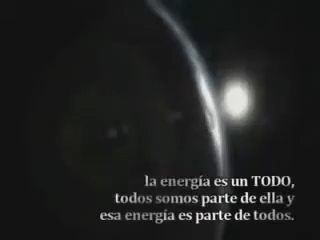 la energía es un TODO,
todos somos parte de ella y
esa energía es parte de todos.